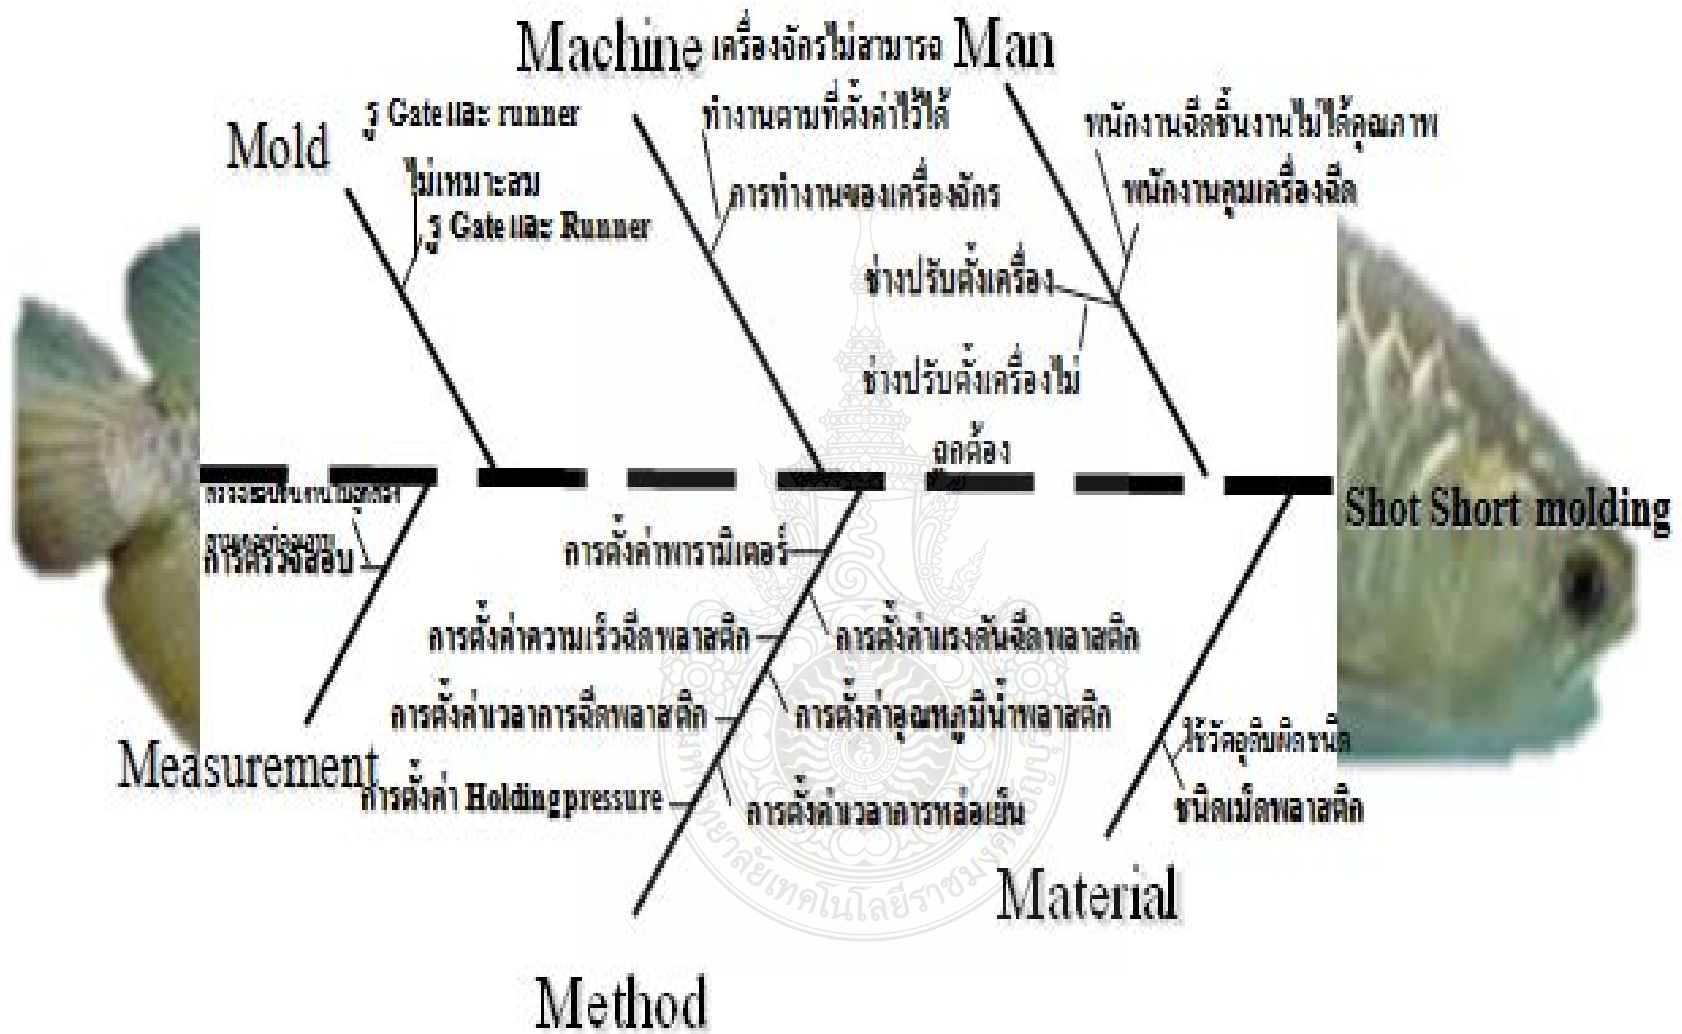 Machine
เครื่องจักรไม่สามารถ
ทำงานตามที่ตั้งค่าไว้ได้
การทำงานของเครื่องจักร
Man
พนักงานฉีดชิ้นงานไม่ได้คุณภาพ
พนักงานคุมเครื่องฉีด
ช่างปรับตั้งเครื่อง
ช่างปรับตั้งเครื่องไม่
ถูกต้อง
Mold
รู Gate และ runner
ไม่เหมาะสม
รู Gate และ Runner
Shot Short molding
การตรวจสอบ
Measurement
การตั้งค่าพารามิเตอร์
การตั้งค่าความเร็วฉีดพลาสติก
การตั้งค่าแรงดันฉีดพลาสติก
การตั้งค่าเวลาการฉีดพลาสติก
การตั้งค่าอุณหภูมิน้ำพลาสติก
การตั้งค่า Holdingpressure
การตั้งค่าเวลาการหล่อเย็น
Method
ใช้วัตถุดิบผิดชนิด
ชนิดเม็ดพลาสติก
Material